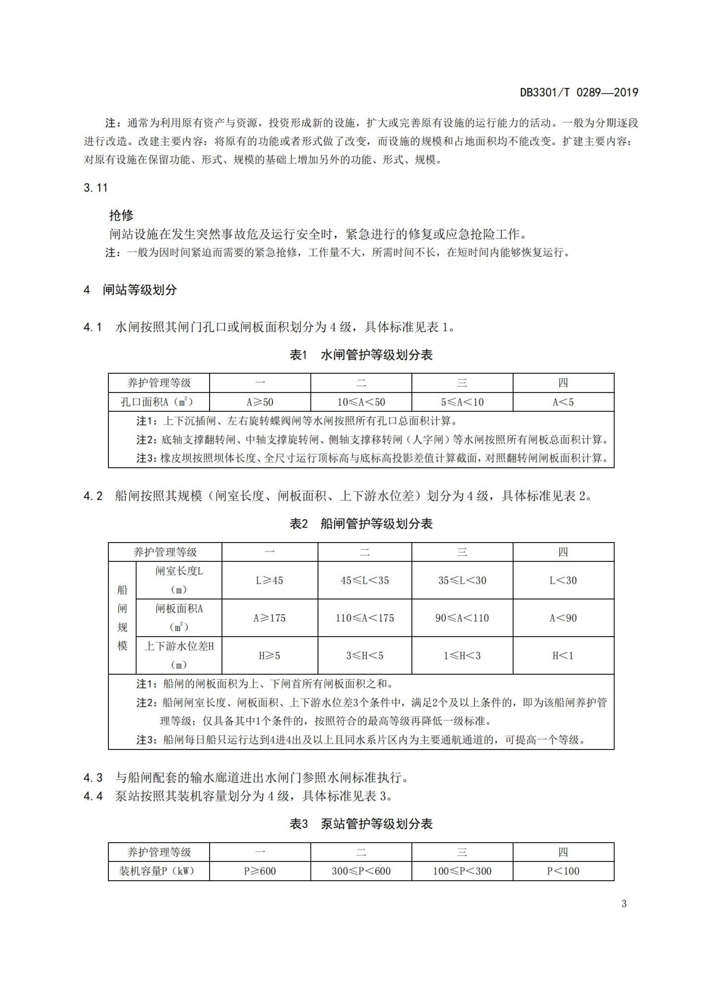 DB3301/T 0289—2019
注：通常为利用原有资产与资源，投资形成新的设施，扩大或完善原有设施的运行能力的活动。一般为分期逐段
进行改造。改建主要内容：将原有的功能或者形式做了改变，而设施的规模和占地面积均不能改变。扩建主要内容：
对原有设施在保留功能、形式、规模的基础上增加另外的功能、形式、规模。
3.11
抢修
闸站设施在发生突然事故危及运行安全时，紧急进行的修复或应急抢险工作。
注：一般为因时间紧迫而需要的紧急抢修，工作量不大，所需时间不长，在短时间内能够恢复运行。
4 闸站等级划分
4.1 水闸按照其闸门孔口或闸板面积划分为 4 级，具体标准见表 1。
表1 水闸管护等级划分表
养护管理等级 一 二 三 四
孔口面积A（㎡） A≥50 10≤A＜50 5≤A＜10 A＜5
注1：上下沉插闸、左右旋转蝶阀闸等水闸按照所有孔口总面积计算。
注2：底轴支撑翻转闸、中轴支撑旋转闸、侧轴支撑移转闸（人字闸）等水闸按照所有闸板总面积计算。
注3：橡皮坝按照坝体长度、全尺寸运行顶标高与底标高投影差值计算截面，对照翻转闸闸板面积计算。
4.2 船闸按照其规模（闸室长度、闸板面积、上下游水位差）划分为 4 级，具体标准见表 2。
表2 船闸管护等级划分表
养护管理等级 一 二 三 四
船闸规模
闸室长度L
（m）
L≥45 45≤L＜35 35≤L＜30 L＜30
闸板面积A
（㎡）
A≥175 110≤A＜175 90≤A＜110 A＜90
上下游水位差H
（m）
H≥5 3≤H＜5 1≤H＜3 H＜1
注1：船闸的闸板面积为上、下闸首所有闸板面积之和。
注2：船闸闸室长度、闸板面积、上下游水位差3个条件中，满足2个及以上条件的，即为该船闸养护管
理等级；仅具备其中1个条件的，按照符合的最高等级再降低一级标准。
注3：船闸每日船只运行达到4进4出及以上且同水系片区内为主要通航通道的，可提高一个等级。
4.3 与船闸配套的输水廊道进出水闸门参照水闸标准执行。
4.4 泵站按照其装机容量划分为 4 级，具体标准见表 3。
表3 泵站管护等级划分表
养护管理等级 一 二 三 四
装机容量P（kW） P≥600 300≤P＜600 100≤P＜300 P＜100
3